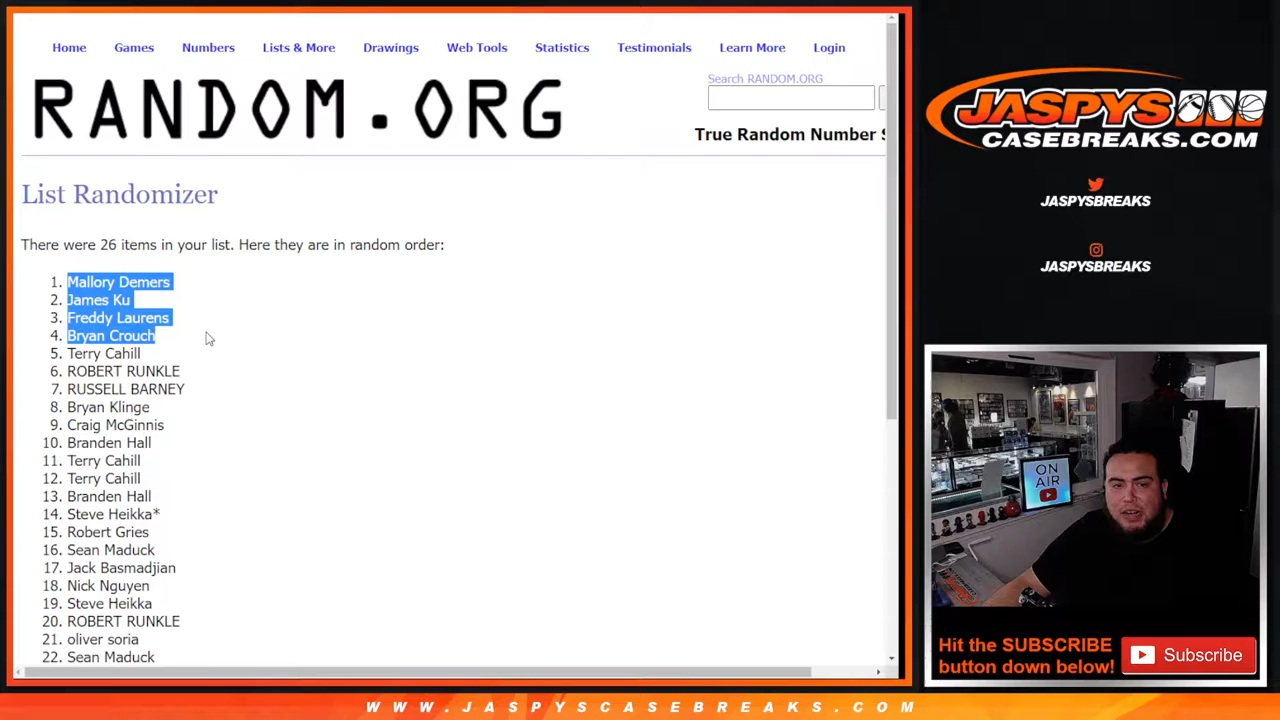 Home Games Numbers Lists & More Drawings Web Tools Statistics Testimonials Learn More Login
RANDOM.ORG
Search RANDOM.ORG
True Random Number S
List Randomizer
There were 26 items in your list. Here they are in random order:
1. Mallory Demers
2. James Ku
3. Freddy Laurens
4. Bryan Crouch
5. Terry Cahill
6. ROBERT RUNKLE
7. RUSSELL BARNEY
8. Bryan Klinge
9. Craig McGinnis
10. Branden Hall
11. Terry Cahill
12. Terry Cahill
13. Branden Hall
14. Steve Heikka*
15. Robert Gries
16. Sean Maduck
17. Jack Basmadjian
18. Nick Nguyen
19. Steve Heikka
20. ROBERT RUNKLE
21. oliver soria
22. Sean Maduck
JASPYS
CASEBREAKS.COM
JASPYSBREAKS
JASPYSBREAKS
ON
AIR
Hit the SUBSCRIBE
button down below!
Subscribe
WWW.JASPYSCASEBREAKS.COM